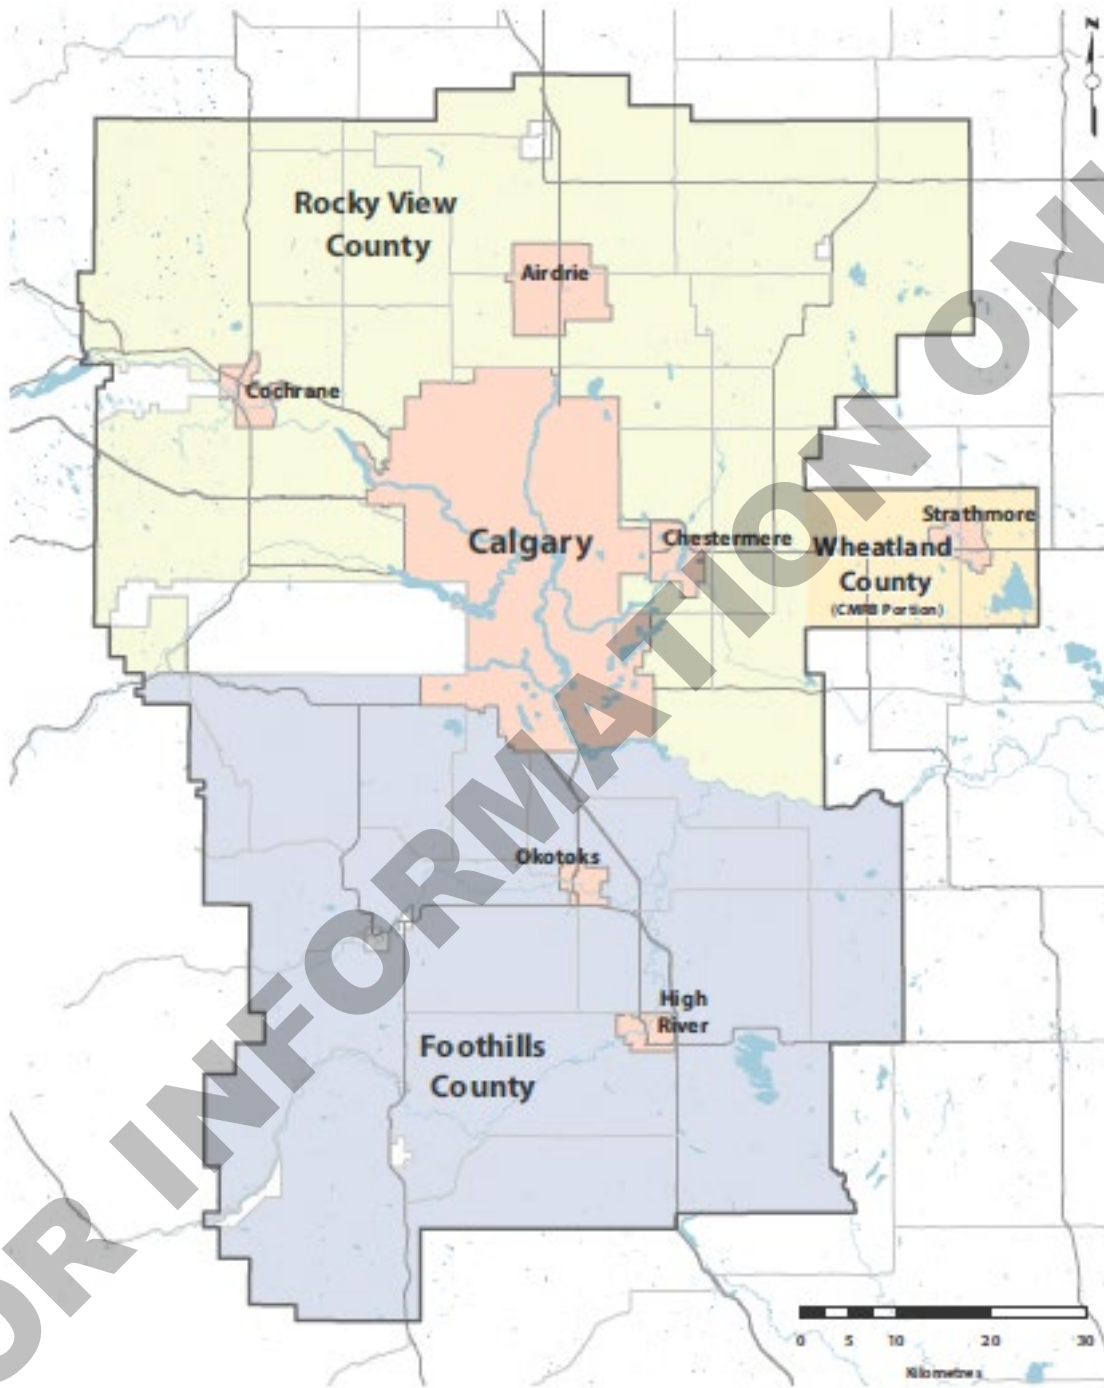 N
Rocky View
County
Airdrie
Cochrane
Calgary
Chestermere
Strathmore
Wheatland
County
(CMRB Portion)
Okotoks
High
River
Foothills
County
0 5 10 20 30
Kilometres
FOR INFORMATION ONLY